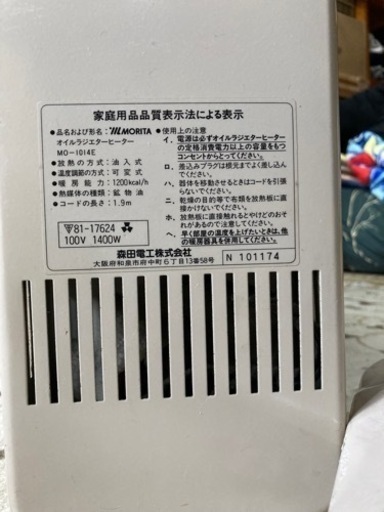 家庭用品品質表示法による表示
●品名および形名：MORITA
オイルラジエターヒーター
MO-1014E
●放熱の方式：油入式
●温度調節の方式：可変式
●暖房能力：1200kcal/h
●熱媒体の種類：鉱物油
●コードの長さ：1.9m
▽81-17624
100V 1400W
●使用上の注意
イ．電源は必ずオイルラジエターヒーター
の定格消費電力以上の容量をもつ
コンセントからとってください。
ロ．差込みプラグは根元までよく差し込ん
でください。
ハ．器体を移動させるときはコードを引張
らないでください。
ニ．乾燥の目的等で布類を放熱板に直接
掛けないでください。
ホ．放熱板に直接触れるとやけどのおそ
れがあるので注意してください。
ヘ．早く部屋の温度を上げたいときは、他
の暖房器具を併用してください。
森田電工株式会社
大阪府和泉市府中町6丁目13番58号
N 101174